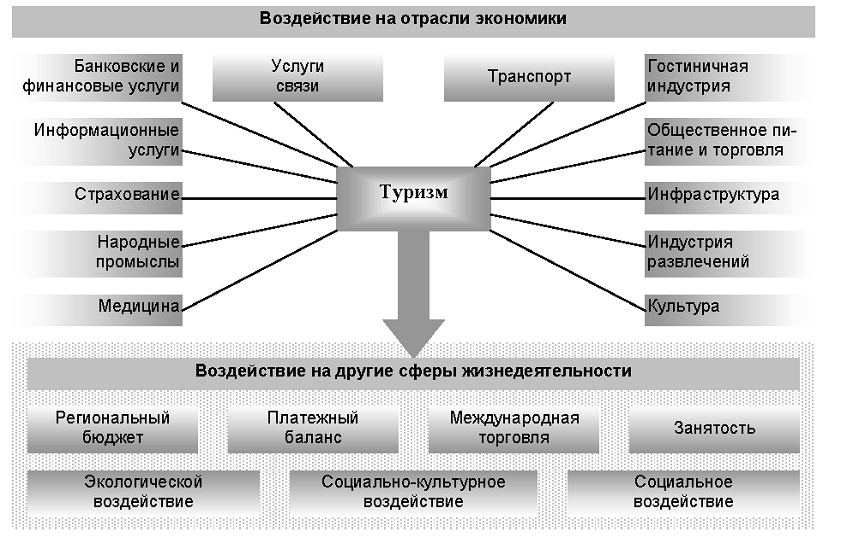 Воздействие на отрасли экономики
Банковские и
финансовые услуги
Услуги
связи
Транспорт
Гостиничная
индустрия
Информационные
услуги
Общественное пи-
тание и торговля
Страхование
Туризм
Инфраструктура
Народные
промыслы
Индустрия
развлечений
Медицина
Культура
Воздействие на другие сферы жизнедеятельности
Региональный
бюджет
Платежный
баланс
Международная
торговля
Занятость
Экологической
воздействие
Социально-культурное
воздействие
Социальное
воздействие